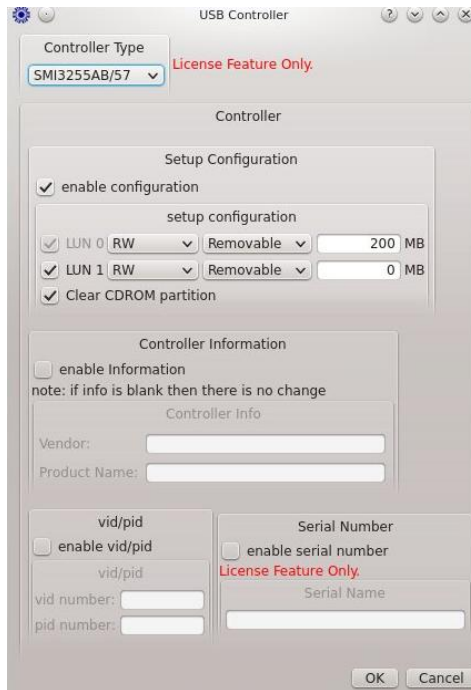 USB Controller
Controller Type
SMI3255AB/57
License Feature Only.
Controller
Setup Configuration
enable configuration
setup configuration
LUN 0 RW Removable 200 MB
LUN 1 RW Removable 0 MB
Clear CDROM partition
Controller Information
enable Information
note: if info is blank then there is no change
Controller Info
Vendor:
Product Name:
vid/pid
enable vid/pid
vid/pid
vid number:
pid number:
Serial Number
enable serial number
License Feature Only.
Serial Name
OK Cancel